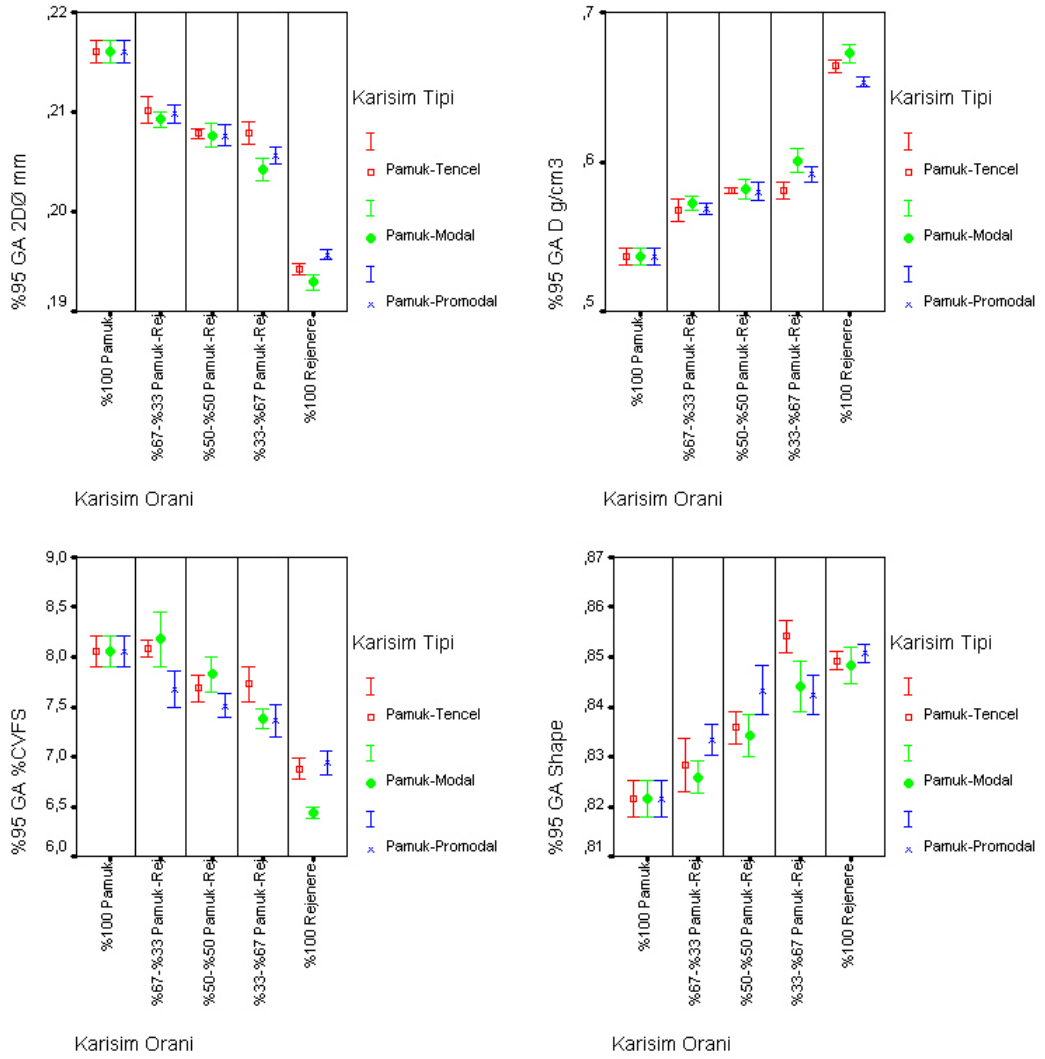 %95 GA 2DØ mm
,22
,21
,20
,19
%100 Pamuk
%67-%33 Pamuk-Rej
%50-%50 Pamuk-Rej
%33-%67 Pamuk-Rej
%100 Rejenere
Karisim Orani
Karisim Tipi
Pamuk-Tencel
Pamuk-Modal
Pamuk-Promodal
%95 GA D g/cm3
,7
,6
,5
%100 Pamuk
%67-%33 Pamuk-Rej
%50-%50 Pamuk-Rej
%33-%67 Pamuk-Rej
%100 Rejenere
Karisim Orani
Karisim Tipi
Pamuk-Tencel
Pamuk-Modal
Pamuk-Promodal
%95 GA %CVFS
9,0
8,5
8,0
7,5
7,0
6,5
6,0
%100 Pamuk
%67-%33 Pamuk-Rej
%50-%50 Pamuk-Rej
%33-%67 Pamuk-Rej
%100 Rejenere
Karisim Orani
Karisim Tipi
Pamuk-Tencel
Pamuk-Modal
Pamuk-Promodal
%95 GA Shape
,87
,86
,85
,84
,83
,82
,81
%100 Pamuk
%67-%33 Pamuk-Rej
%50-%50 Pamuk-Rej
%33-%67 Pamuk-Rej
%100 Rejenere
Karisim Orani
Karisim Tipi
Pamuk-Tencel
Pamuk-Modal
Pamuk-Promodal